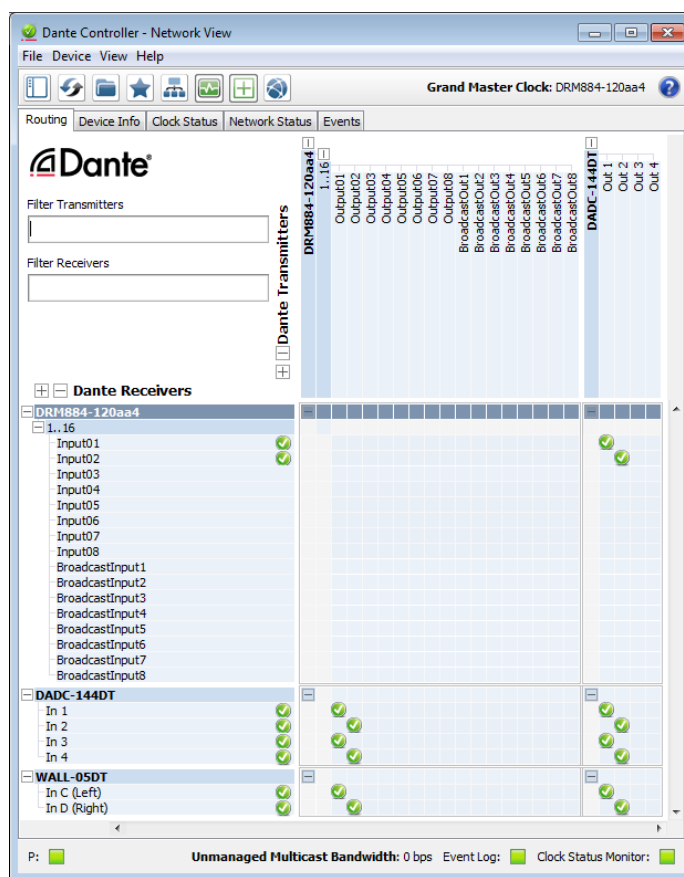 Dante Controller - Network View
File Device View Help
Grand Master Clock: DRM884-120aa4
?
Routing Device Info Clock Status Network Status Events
Dante®
Filter Transmitters
Filter Receivers
Dante Transmitters
DRM884-120aa4
1..16
Output01
Output02
Output03
Output04
Output05
Output06
Output07
Output08
BroadcastOut1
BroadcastOut2
BroadcastOut3
BroadcastOut4
BroadcastOut5
BroadcastOut6
BroadcastOut7
BroadcastOut8
DADC-144DT
Out 1
Out 2
Out 3
Out 4
Dante Receivers
DRM884-120aa4
1..16
Input01
Input02
Input03
Input04
Input05
Input06
Input07
Input08
BroadcastInput1
BroadcastInput2
BroadcastInput3
BroadcastInput4
BroadcastInput5
BroadcastInput6
BroadcastInput7
BroadcastInput8
DADC-144DT
In 1
In 2
In 3
In 4
WALL-05DT
In C (Left)
In D (Right)
P: Unmanaged Multicast Bandwidth: 0 bps Event Log: Clock Status Monitor: